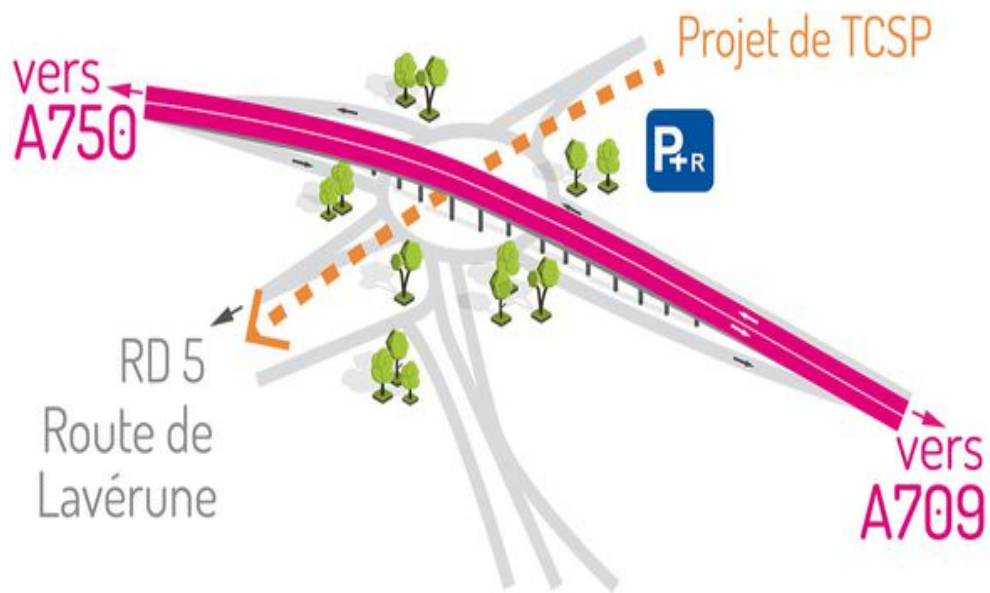 Projet de TCSP
vers
A750
P+R
RD 5
Route de
Lavérune
vers
A709